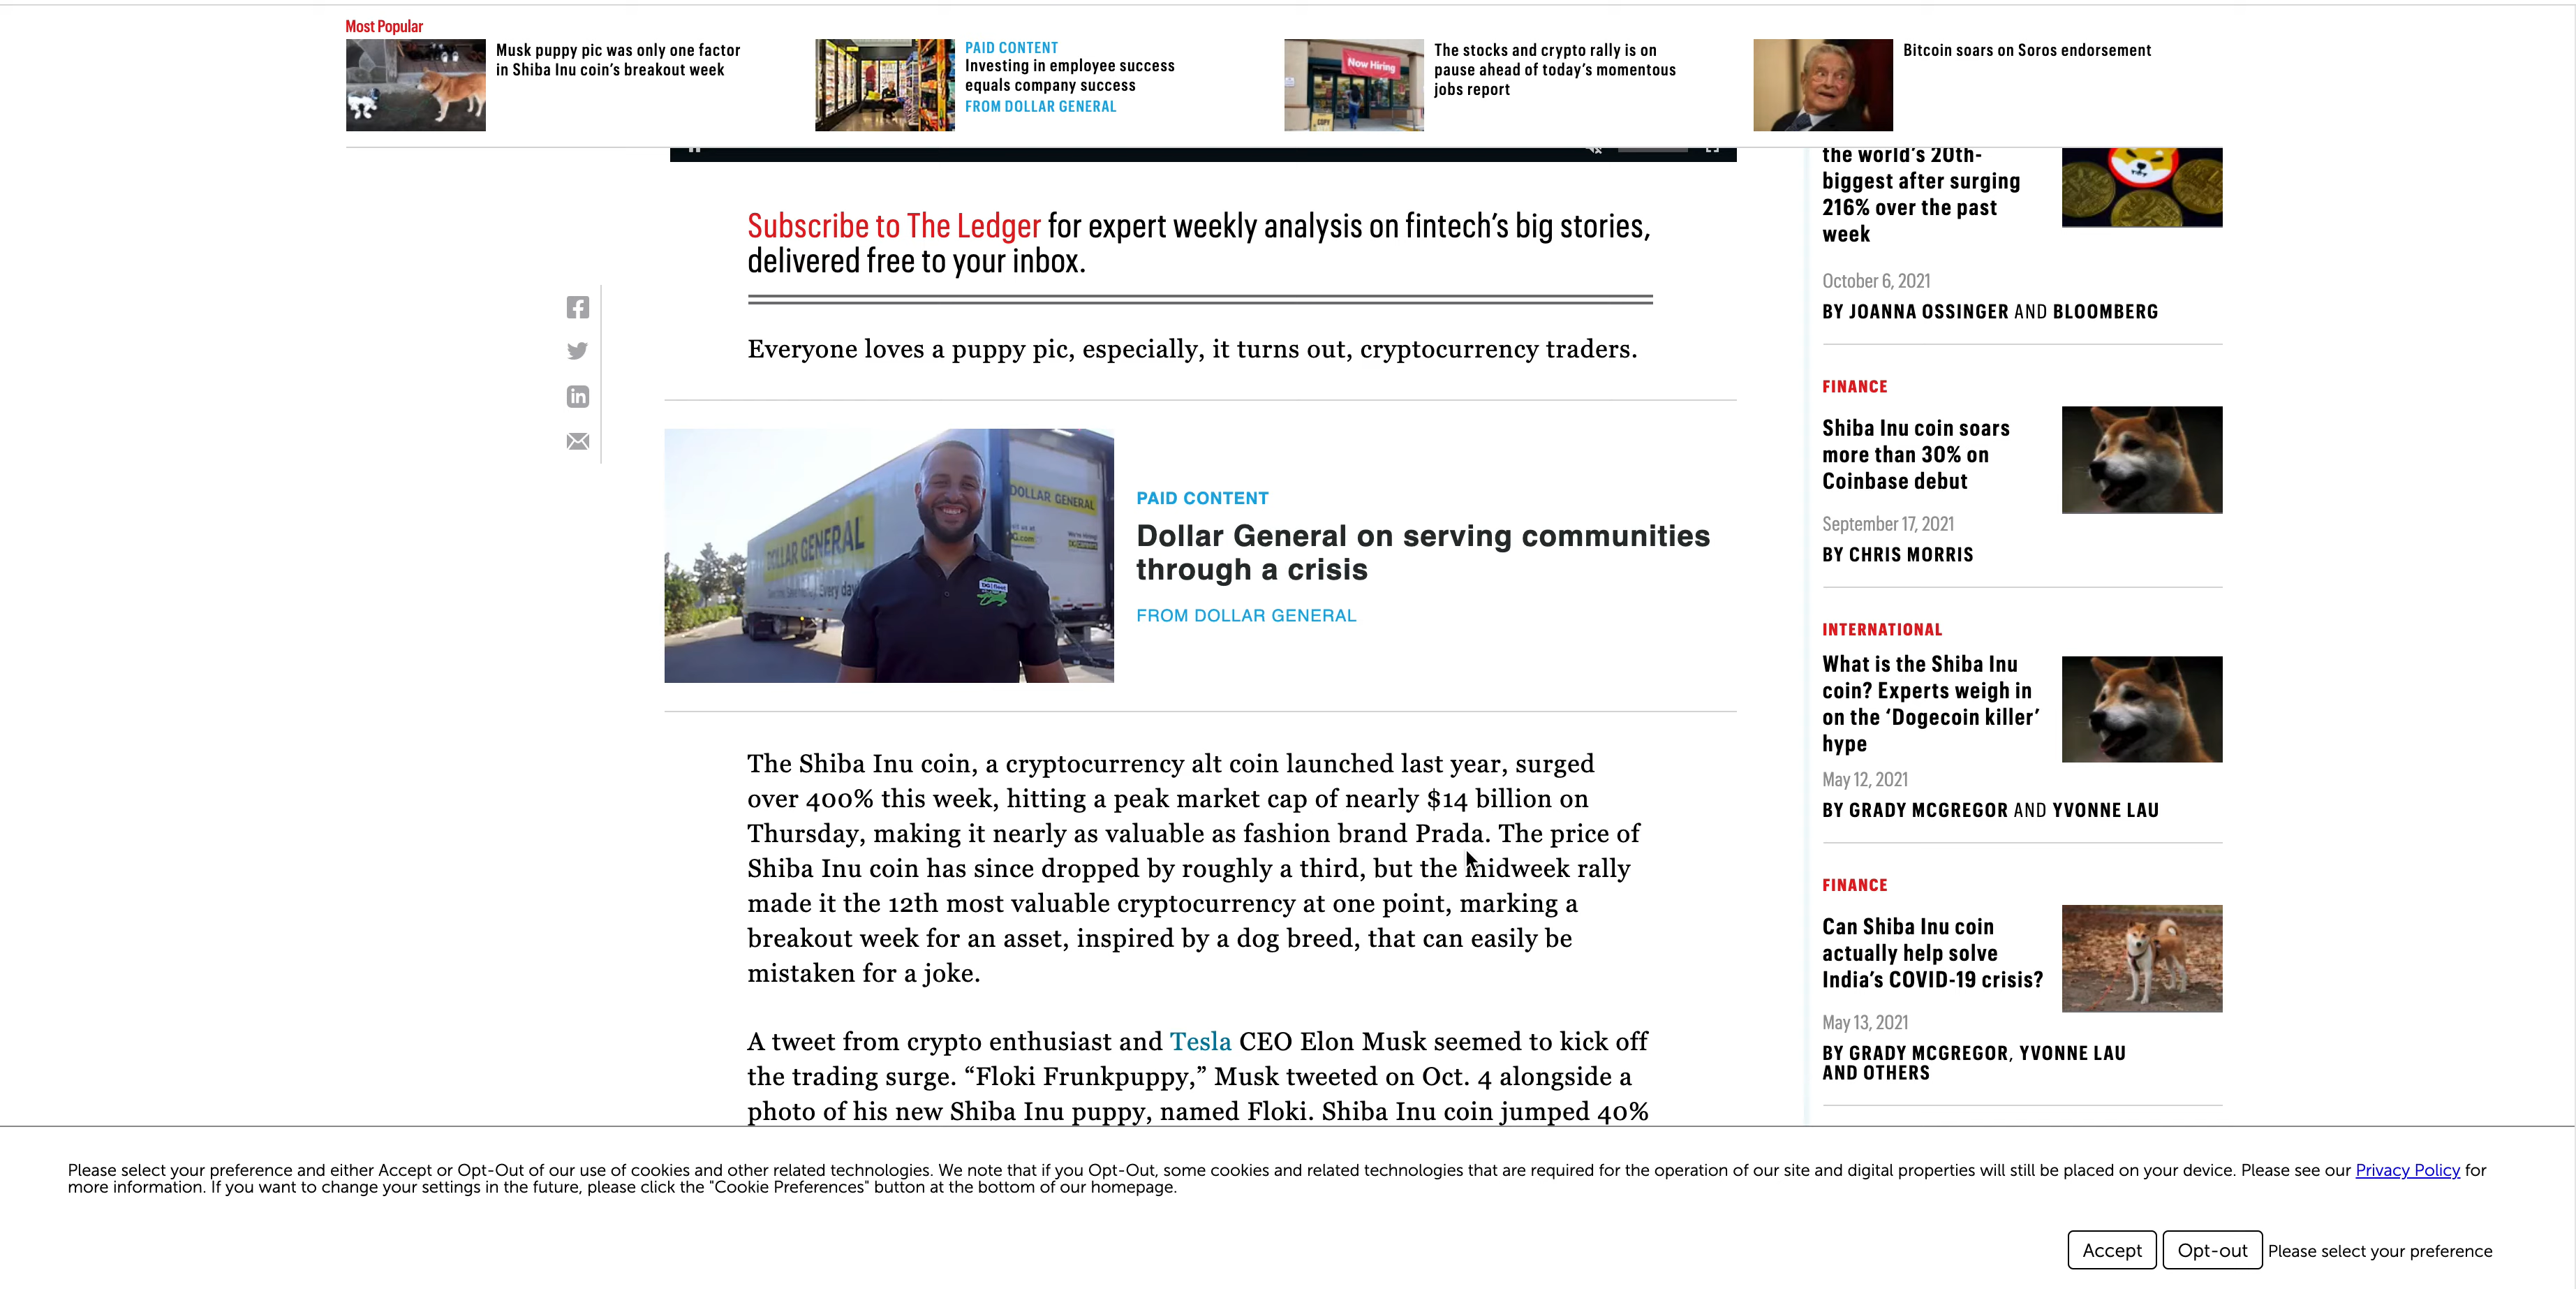 Most Popular
Musk puppy pic was only one factor
in Shiba Inu coin’s breakout week
PAID CONTENT
Investing in employee success
equals company success
FROM DOLLAR GENERAL
Now Hiring
COPY
The stocks and crypto rally is on
pause ahead of today’s momentous
jobs report
Bitcoin soars on Soros endorsement
Subscribe to The Ledger for expert weekly analysis on fintech’s big stories,
delivered free to your inbox.
Everyone loves a puppy pic, especially, it turns out, cryptocurrency traders.
DOLLAR GENERAL
DOLLAR GENERAL
Every day
PAID CONTENT
Dollar General on serving communities
through a crisis
FROM DOLLAR GENERAL
The Shiba Inu coin, a cryptocurrency alt coin launched last year, surged
over 400% this week, hitting a peak market cap of nearly $14 billion on
Thursday, making it nearly as valuable as fashion brand Prada. The price of
Shiba Inu coin has since dropped by roughly a third, but the midweek rally
made it the 12th most valuable cryptocurrency at one point, marking a
breakout week for an asset, inspired by a dog breed, that can easily be
mistaken for a joke.
A tweet from crypto enthusiast and Tesla CEO Elon Musk seemed to kick off
the trading surge. “Floki Frunkpuppy,” Musk tweeted on Oct. 4 alongside a
photo of his new Shiba Inu puppy, named Floki. Shiba Inu coin jumped 40%
the world’s 20th-
biggest after surging
216% over the past
week
October 6, 2021
BY JOANNA OSSINGER AND BLOOMBERG
FINANCE
Shiba Inu coin soars
more than 30% on
Coinbase debut
September 17, 2021
BY CHRIS MORRIS
INTERNATIONAL
What is the Shiba Inu
coin? Experts weigh in
on the ‘Dogecoin killer’
hype
May 12, 2021
BY GRADY MCGREGOR AND YVONNE LAU
FINANCE
Can Shiba Inu coin
actually help solve
India’s COVID-19 crisis?
May 13, 2021
BY GRADY MCGREGOR, YVONNE LAU
AND OTHERS
Please select your preference and either Accept or Opt-Out of our use of cookies and other related technologies. We note that if you Opt-Out, some cookies and related technologies that are required for the operation of our site and digital properties will still be placed on your device. Please see our Privacy Policy for
more information. If you want to change your settings in the future, please click the "Cookie Preferences" button at the bottom of our homepage.
Accept Opt-out Please select your preference